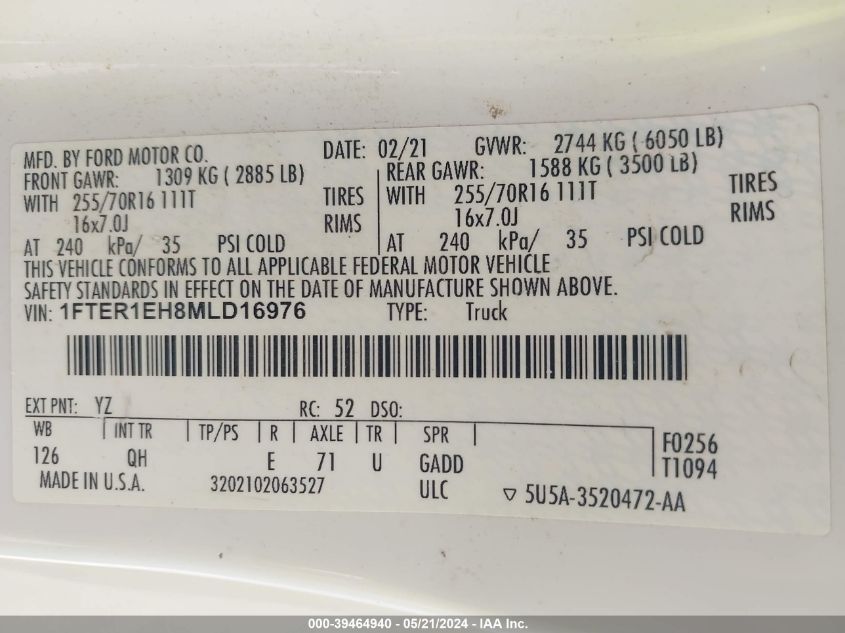 MFD. BY FORD MOTOR CO. DATE: 02/21 GVWR: 2744 KG ( 6050 LB)
FRONT GAWR: 1309 KG ( 2885 LB) REAR GAWR: 1588 KG ( 3500 LB)
WITH 255/70R16 111T TIRES WITH 255/70R16 111T TIRES
16x7.0J RIMS 16x7.0J RIMS
AT 240 kPa/ 35 PSI COLD AT 240 kPa/ 35 PSI COLD
THIS VEHICLE CONFORMS TO ALL APPLICABLE FEDERAL MOTOR VEHICLE
SAFETY STANDARDS IN EFFECT ON THE DATE OF MANUFACTURE SHOWN ABOVE.
VIN: 1FTER1EH8MLD16976 TYPE: Truck
EXT PNT: YZ RC: 52 DSO:
WB INT TR TP/PS R AXLE TR SPR F0256
126 QH E 71 U GADD T1094
MADE IN U.S.A. 3202102063527 ULC 5U5A-3520472-AA
000-39464940 - 05/21/2024 - IAA Inc.